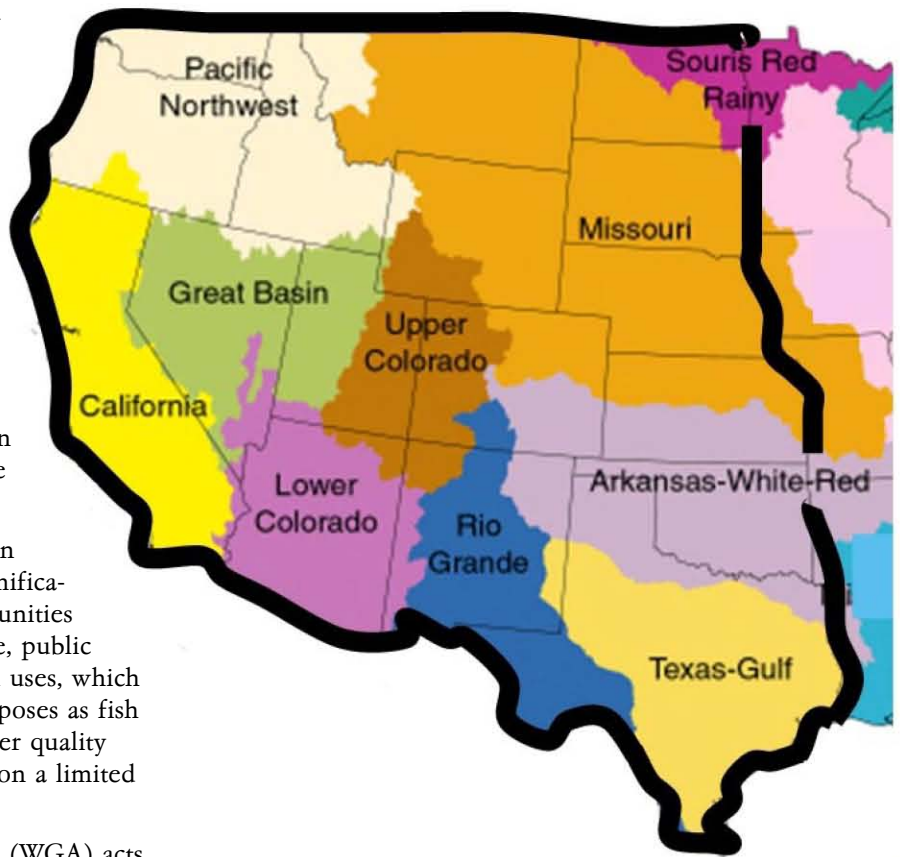 Pacific
Northwest
Souris Red
Rainy
Missouri
Great Basin
Upper
Colorado
California
Lower
Colorado
Arkansas-White-Red
Rio
Grande
Texas-Gulf
n
e
n
nifica-
unities
e, public
uses, which
poses as fish
er quality
on a limited
(WGA) acts